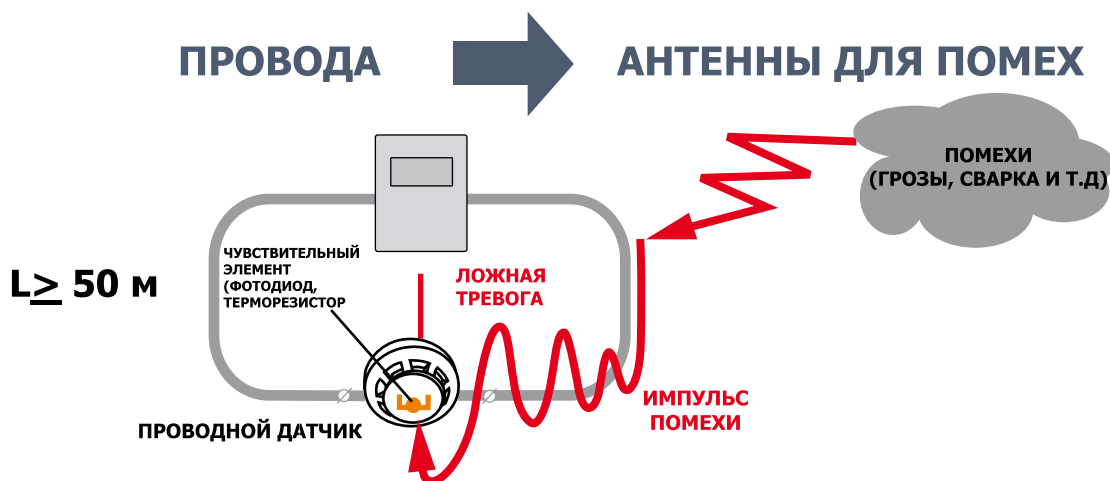 ПРОВОДА
АНТЕННЫ ДЛЯ ПОМЕХ
ПОМЕХИ
(ГРОЗЫ, СВАРКА И Т.Д)
ЧУВСТВИТЕЛЬНЫЙ
ЭЛЕМЕНТ
(ФОТОДИОД,
ТЕРМОРЕЗИСТОР
L≥ 50 м
ЛОЖНАЯ
ТРЕВОГА
ИМПУЛЬС
ПОМЕХИ
ПРОВОДНОЙ ДАТЧИК